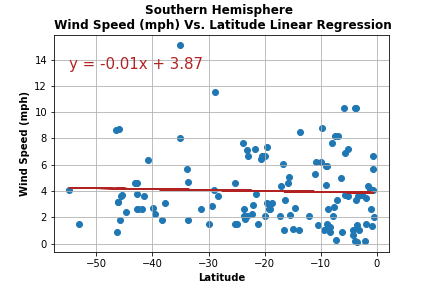 Southern Hemisphere
Wind Speed (mph) Vs. Latitude Linear Regression
y = -0.01x + 3.87
Wind Speed (mph)
14
12
10
8
6
4
2
0
−50
−40
−30
−20
−10
0
Latitude